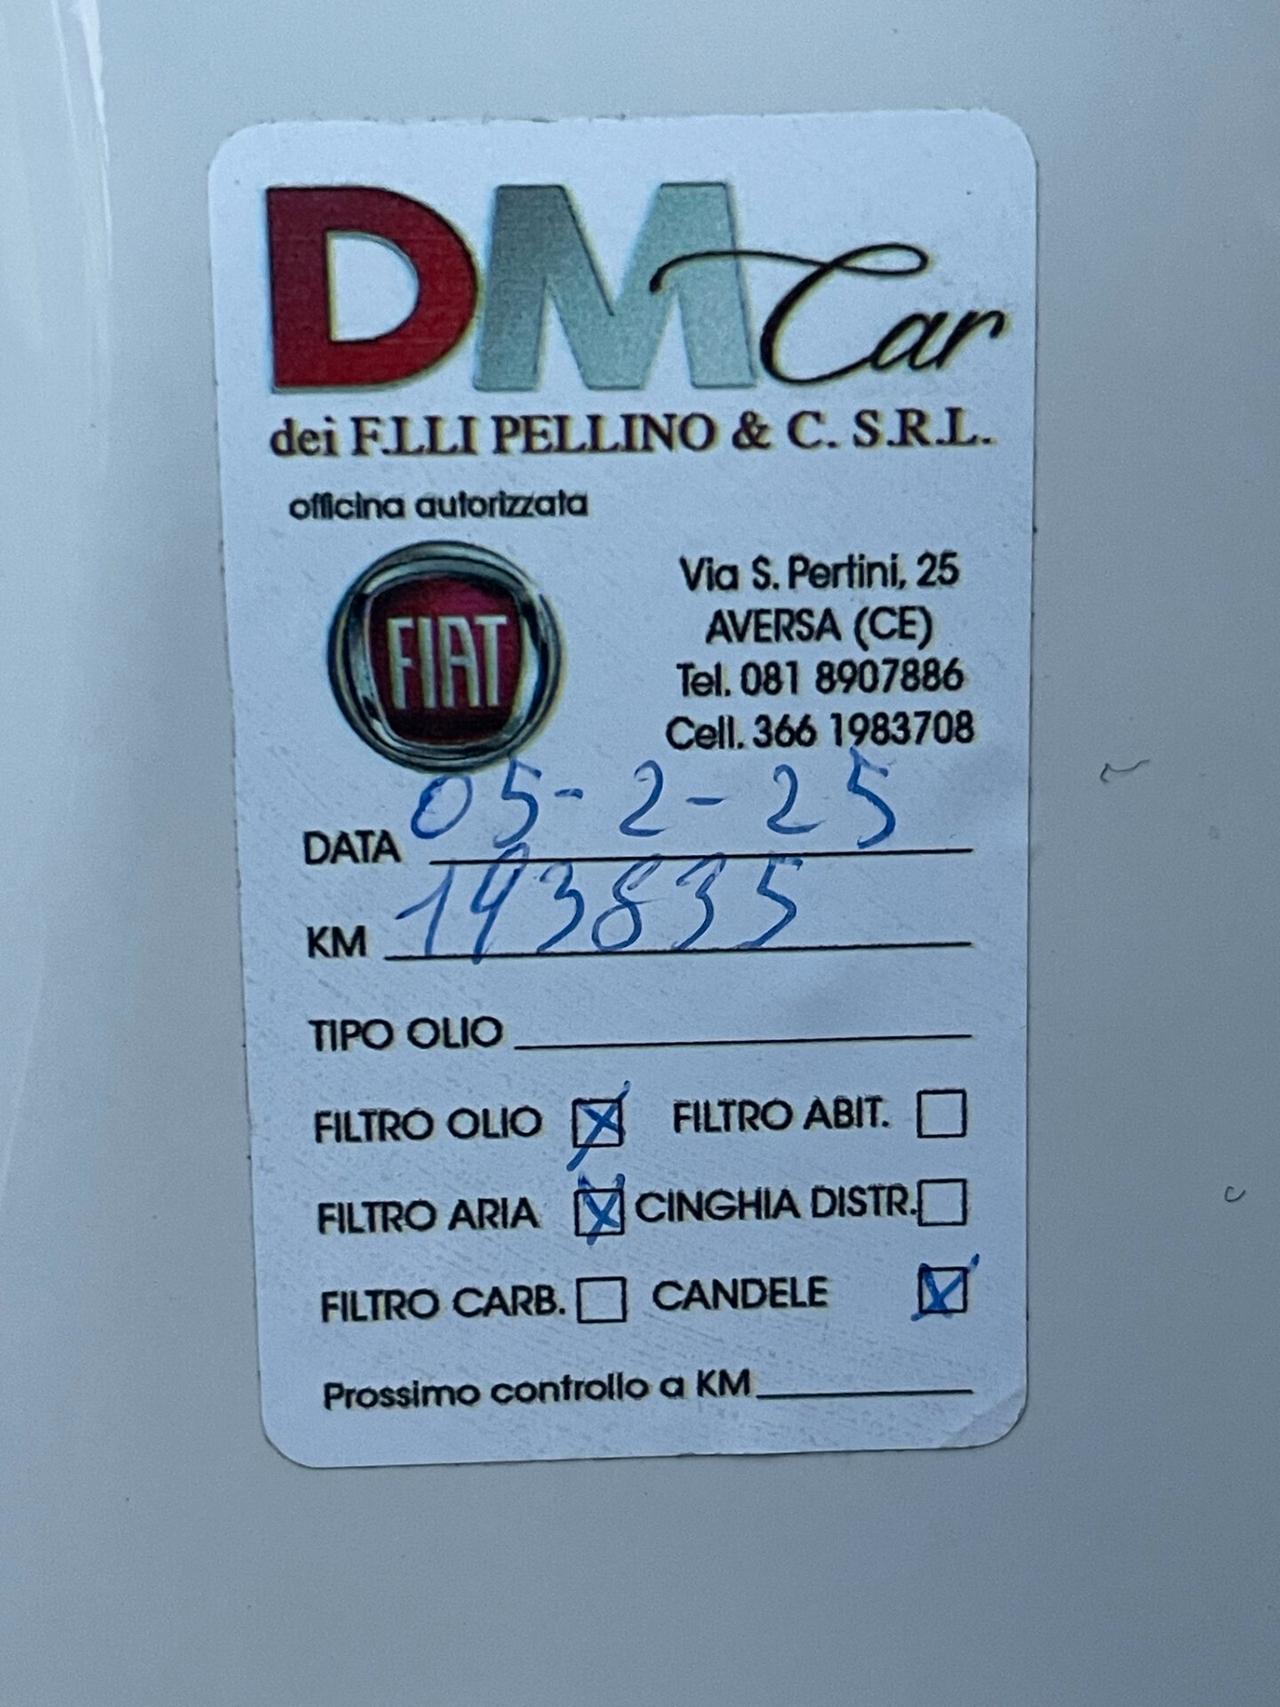 DM Car
dei F.LLI PELLINO & C. S.R.L.
officina autorizzata
FIAT
Via S. Pertini, 25
AVERSA (CE)
Tel. 081 8907886
Cell. 366 1983708
DATA 05-2-25
KM 193835
TIPO OLIO
FILTRO OLIO X FILTRO ABIT.
FILTRO ARIA X CINGHIA DISTR.
FILTRO CARB. CANDELE X
Prossimo controllo a KM